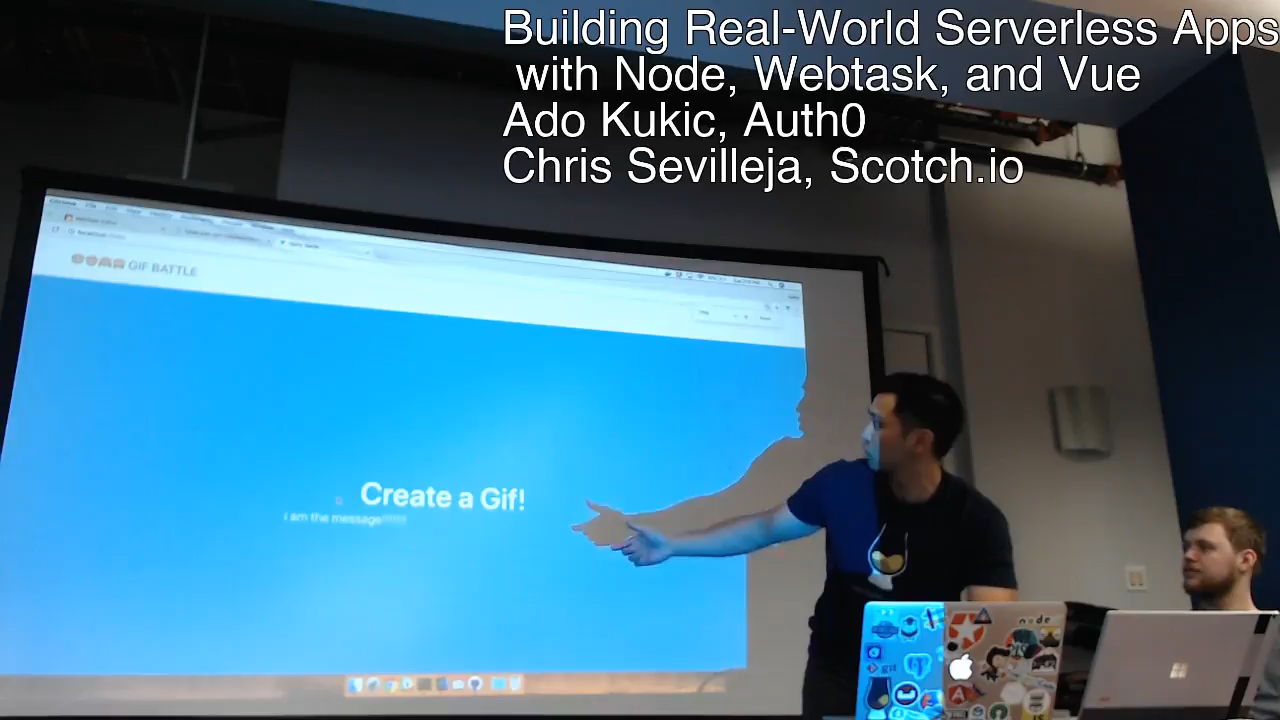 Building Real-World Serverless Apps
with Node, Webtask, and Vue
Ado Kukic, Auth0
Chris Sevilleja, Scotch.io
GIF BATTLE
Create a Gif!
i am the message!!!!!!
node
git